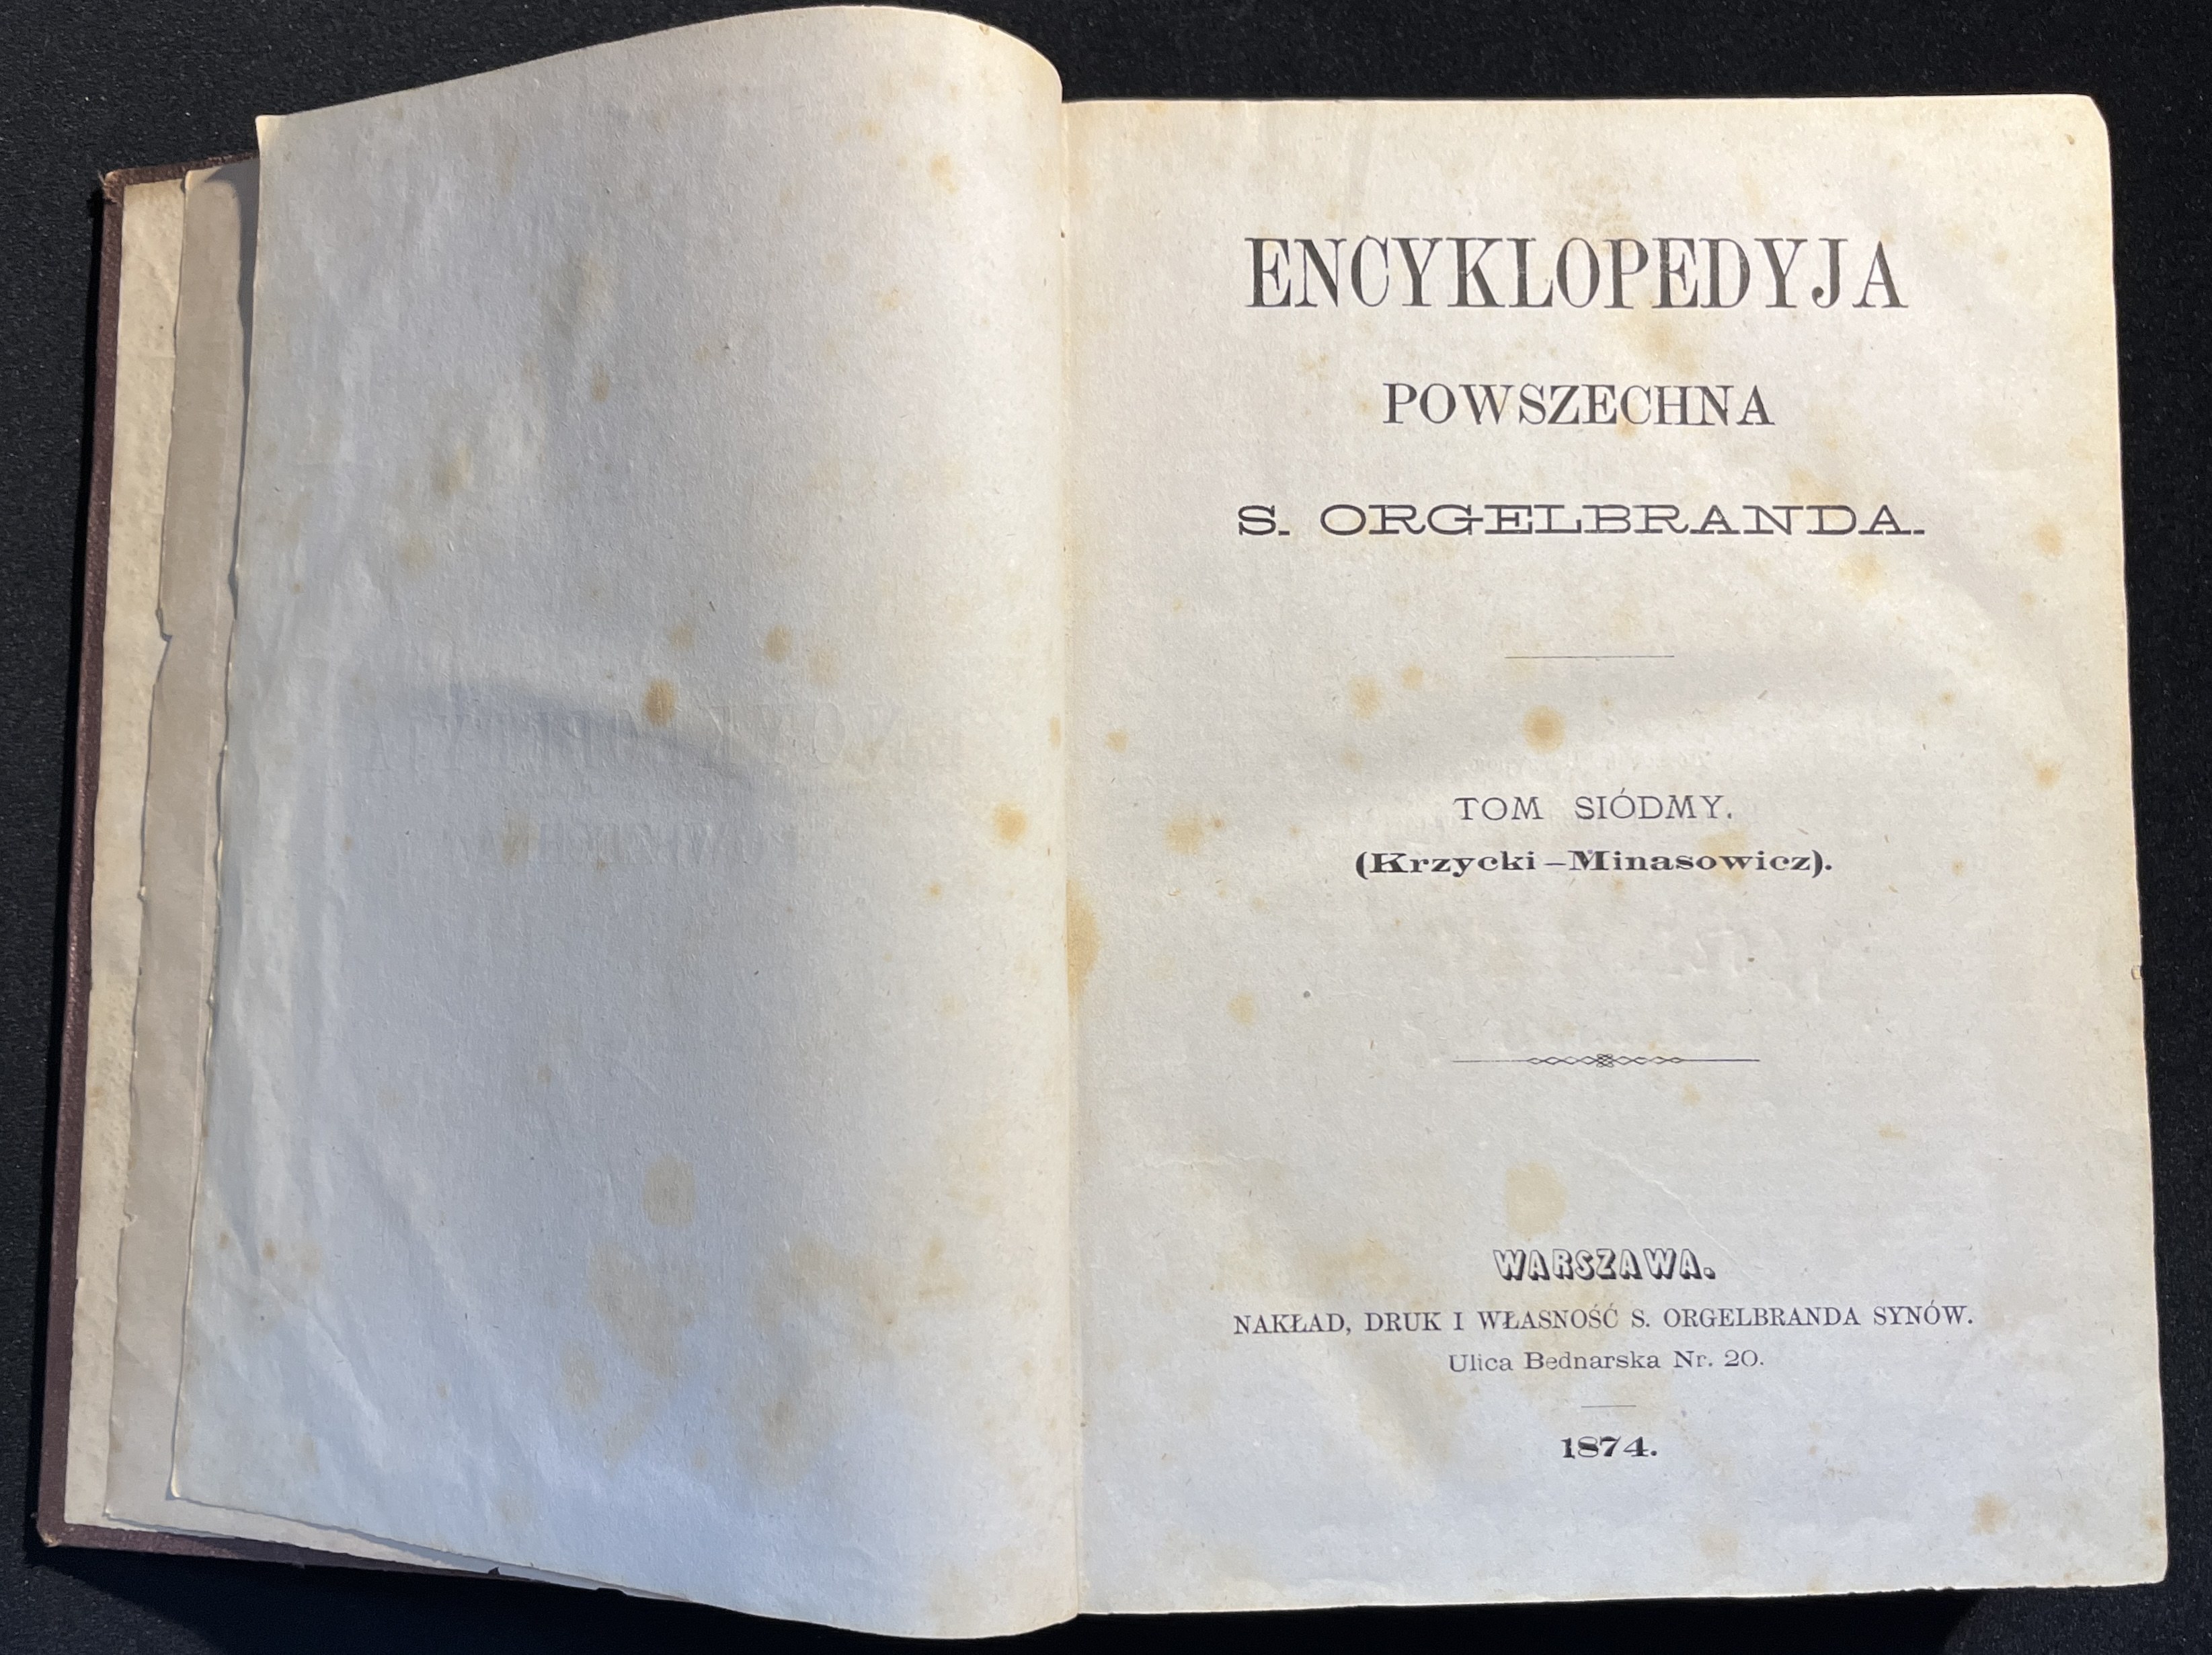 ENCYKLOPEDYJA
POWSZECHNA
S. ORGELBRANDA.
TOM SIÓDMY.
(Krzycki–Minasowicz).
WARSZAWA.
NAKŁAD, DRUK I WŁASNOŚĆ S. ORGELBRANDA SYNÓW.
Ulica Bednarska Nr. 20.
1874.